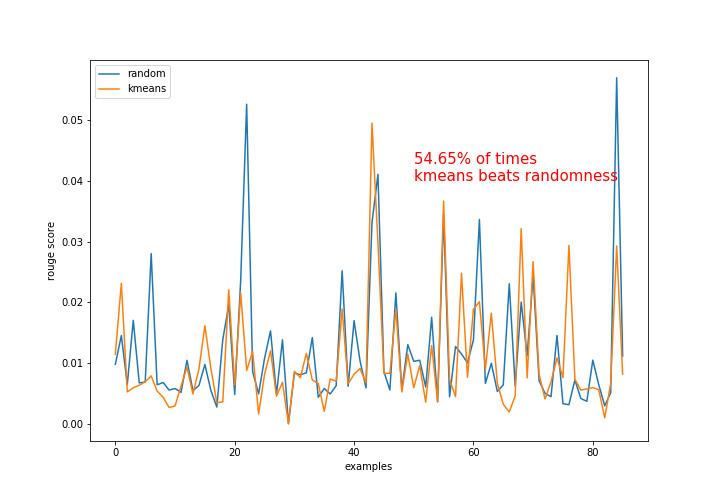 random
kmeans
54.65% of times
kmeans beats randomness
rouge score
0.05
0.04
0.03
0.02
0.01
0.00
0
20
40
60
80
examples